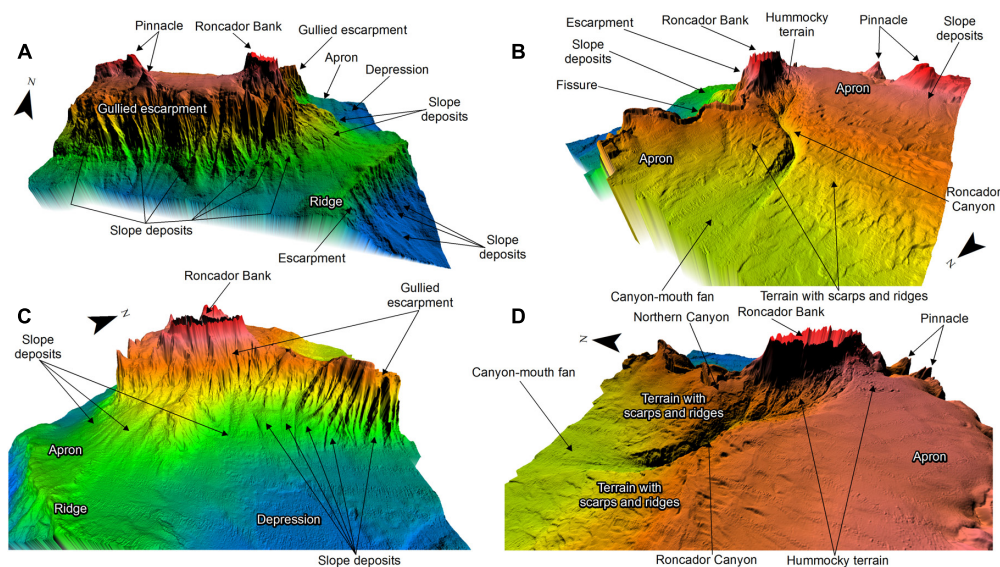 A
Pinnacle
Roncador Bank
Gullied escarpment
Apron
Depression
N
Gullied escarpment
Slope
deposits
Ridge
Slope deposits
Escarpment
Slope
deposits
B
Escarpment
Roncador Bank
Hummocky
terrain
Pinnacle
Slope
deposits
Slope
deposits
Fissure
Apron
Apron
Roncador
Canyon
N
Canyon-mouth fan
Terrain with scarps and ridges
C
Roncador Bank
N
Gullied
escarpment
Slope
deposits
Apron
Ridge
Depression
Slope deposits
D
Northern Canyon
Roncador Bank
Pinnacle
N
Canyon-mouth fan
Terrain with
scarps and ridges
Apron
Terrain with
scarps and ridges
Roncador Canyon
Hummocky terrain